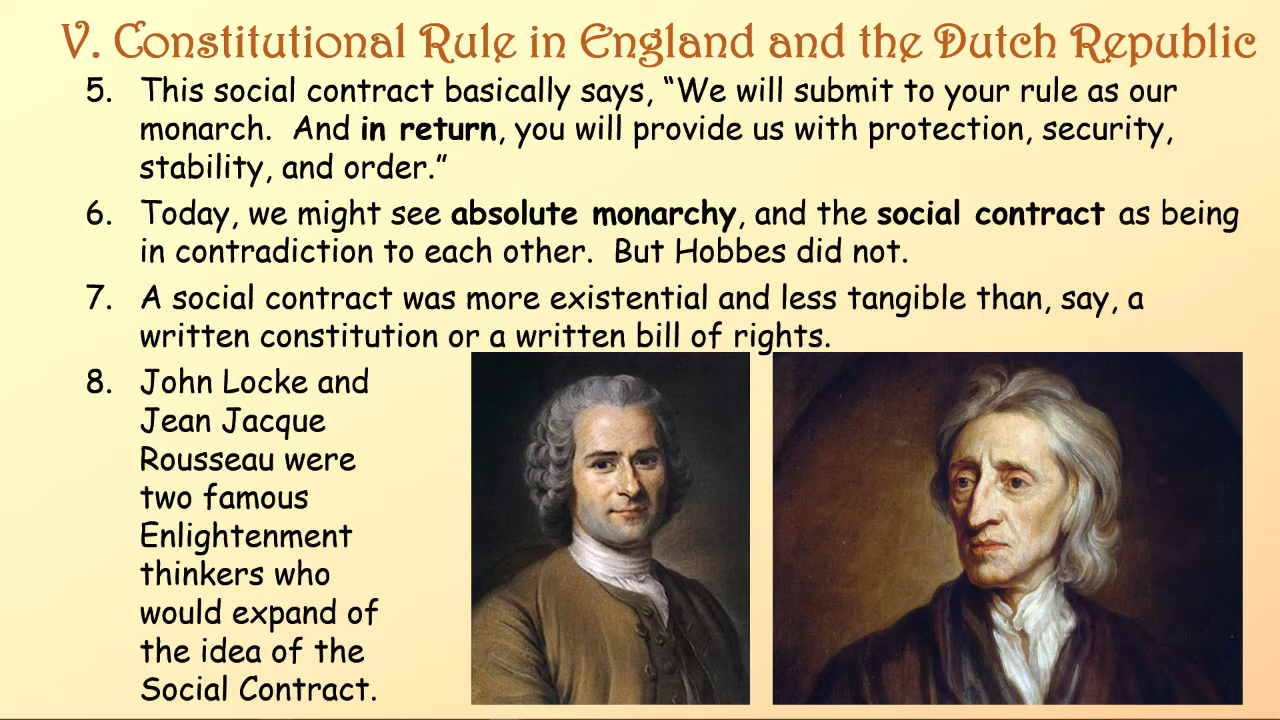 V. Constitutional Rule in England and the Dutch Republic
5. This social contract basically says, “We will submit to your rule as our
monarch.  And in return, you will provide us with protection, security,
stability, and order.”
6. Today, we might see absolute monarchy, and the social contract as being
in contradiction to each other.  But Hobbes did not.
7. A social contract was more existential and less tangible than, say, a
written constitution or a written bill of rights.
8. John Locke and
Jean Jacque
Rousseau were
two famous
Enlightenment
thinkers who
would expand of
the idea of the
Social Contract.